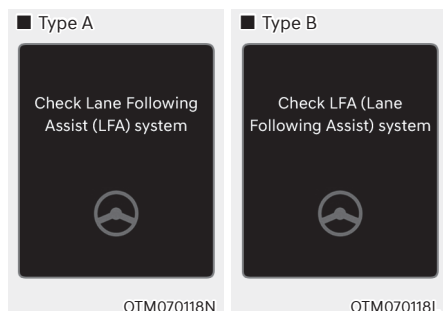 ■ Type A
Check Lane Following
Assist (LFA) system
OTM070118N
■ Type B
Check LFA (Lane
Following Assist) system
OTM070118L